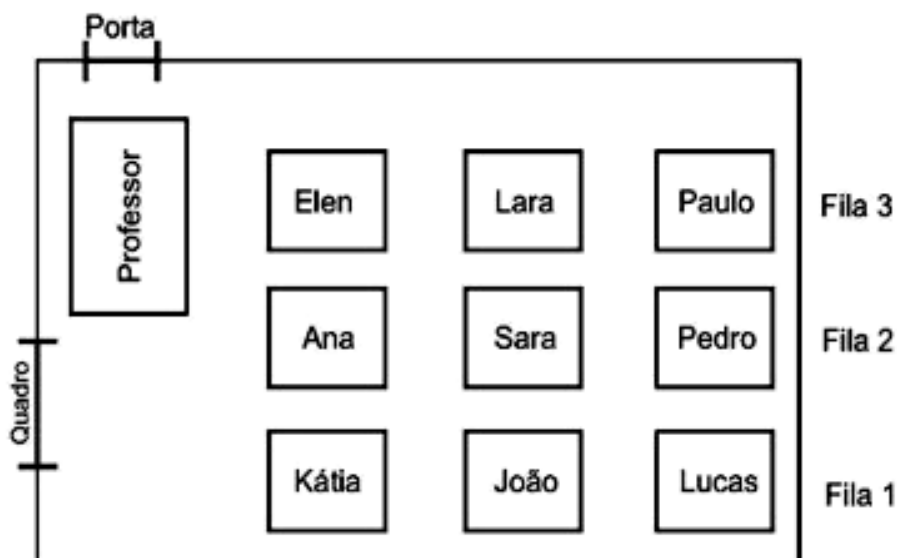 Porta
Professor
Elen Lara Paulo Fila 3
Ana Sara Pedro Fila 2
Quadro
Kátia João Lucas Fila 1